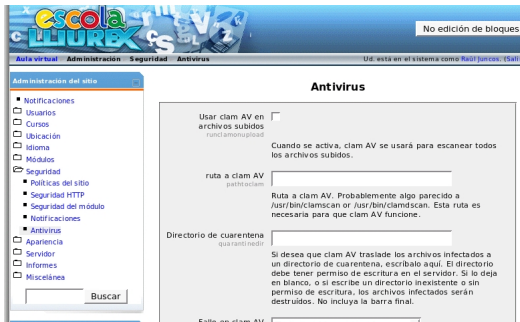 escola
LLIUREX
No edición de bloques
Aula virtual Administración Seguridad Antivirus
Ud. está en el sistema como Raúl Juncos. (Sali
Administración del sitio
Notificaciones
Usuarios
Cursos
Ubicación
Idioma
Módulos
Seguridad
Políticas del sitio
Seguridad HTTP
Seguridad del módulo
Notificaciones
Antivirus
Apariencia
Servidor
Informes
Miscelánea
Buscar
Antivirus
Usar clam AV en
archivos subidos
runclamonupload
Cuando se activa, clam AV se usará para escanear todos
los archivos subidos.
ruta a clam AV
pathtoclam
Ruta a clam AV. Probablemente algo parecido a
/usr/bin/clamscan or /usr/bin/clamdscan. Esta ruta es
necesaria para que clam AV funcione.
Directorio de cuarentena
quarantinedir
Si desea que clam AV traslade los archivos infectados a
un directorio de cuarentena, escríbalo aquí. El directorio
debe tener permiso de escritura en el servidor. Si lo deja
en blanco, o si escribe un directorio inexistente o sin
permiso de escritura, los archivos infectados serán
destruídos. No incluya la barra final.
Fallo en clam AV